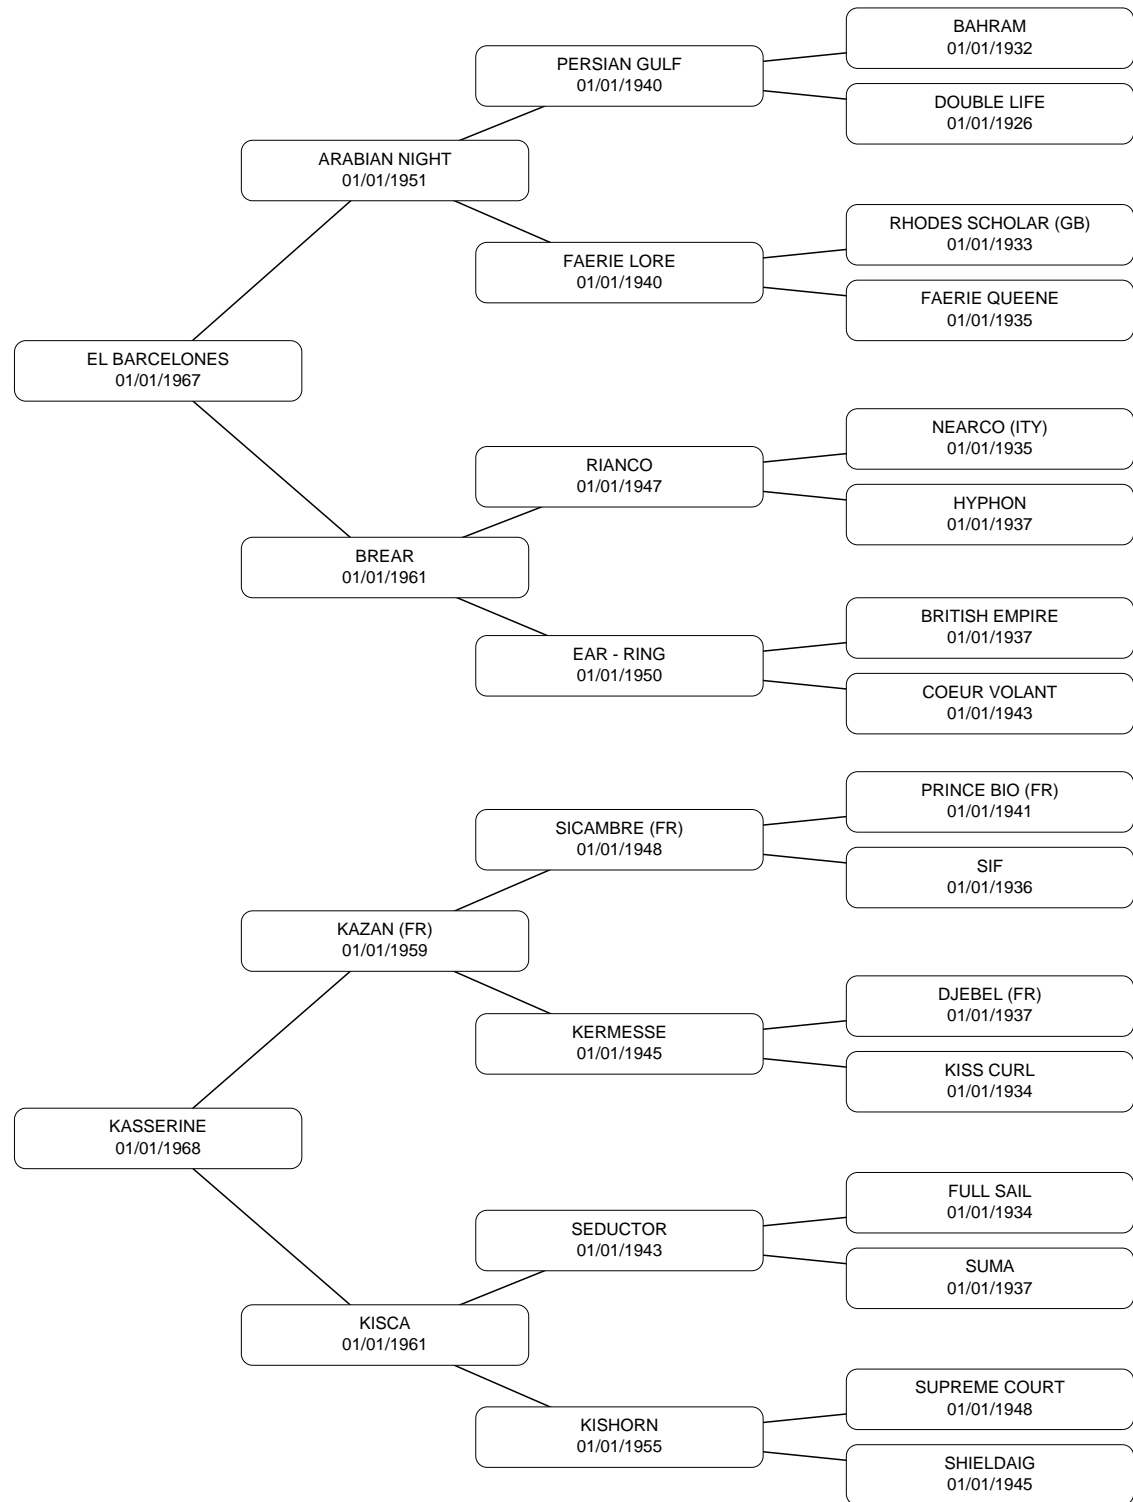 BAHRAM
01/01/1932
PERSIAN GULF
01/01/1940
DOUBLE LIFE
01/01/1926
ARABIAN NIGHT
01/01/1951
RHODES SCHOLAR (GB)
01/01/1933
FAERIE LORE
01/01/1940
FAERIE QUEENE
01/01/1935
EL BARCELONES
01/01/1967
NEARCO (ITY)
01/01/1935
RIANCO
01/01/1947
HYPHON
01/01/1937
BREAR
01/01/1961
BRITISH EMPIRE
01/01/1937
EAR - RING
01/01/1950
COEUR VOLANT
01/01/1943
PRINCE BIO (FR)
01/01/1941
SICAMBRE (FR)
01/01/1948
SIF
01/01/1936
KAZAN (FR)
01/01/1959
DJEBEL (FR)
01/01/1937
KERMESSE
01/01/1945
KISS CURL
01/01/1934
KASSERINE
01/01/1968
FULL SAIL
01/01/1934
SEDUCTOR
01/01/1943
SUMA
01/01/1937
KISCA
01/01/1961
SUPREME COURT
01/01/1948
KISHORN
01/01/1955
SHIELDAIG
01/01/1945